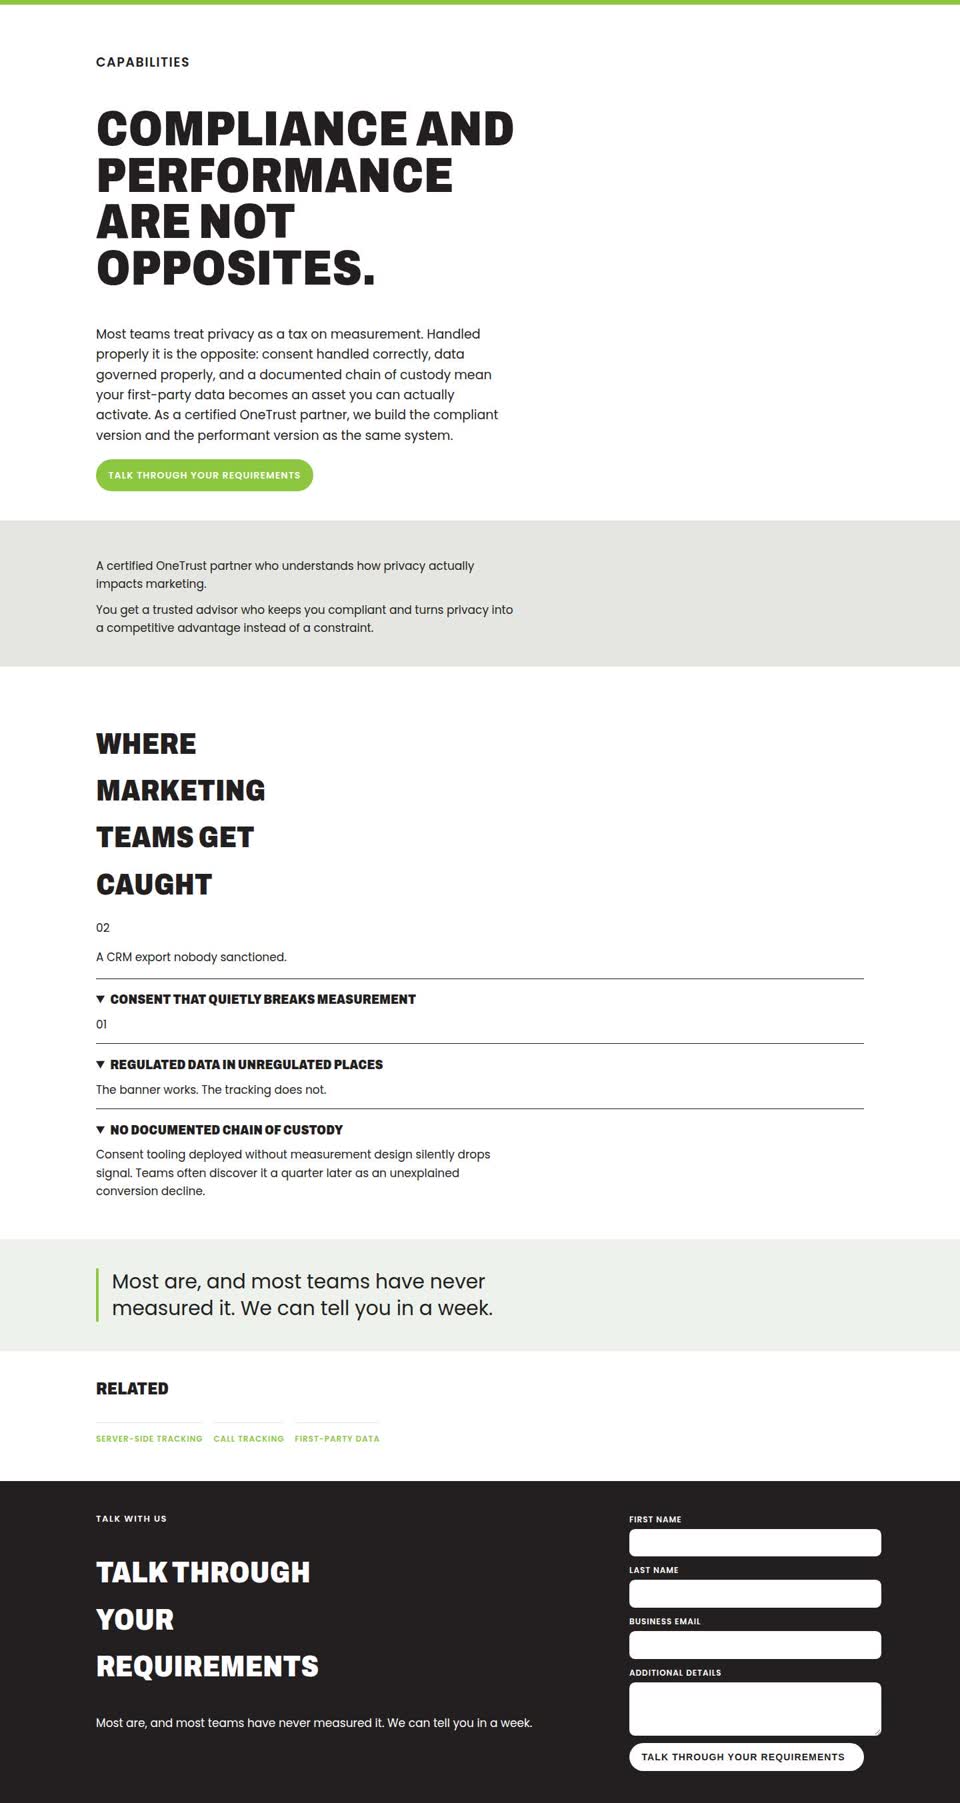 CAPABILITIES
COMPLIANCE AND
PERFORMANCE
ARE NOT
OPPOSITES.
Most teams treat privacy as a tax on measurement. Handled
properly it is the opposite: consent handled correctly, data
governed properly, and a documented chain of custody mean
your first-party data becomes an asset you can actually
activate. As a certified OneTrust partner, we build the compliant
version and the performant version as the same system.
TALK THROUGH YOUR REQUIREMENTS
A certified OneTrust partner who understands how privacy actually
impacts marketing.
You get a trusted advisor who keeps you compliant and turns privacy into
a competitive advantage instead of a constraint.
WHERE
MARKETING
TEAMS GET
CAUGHT
02
A CRM export nobody sanctioned.
CONSENT THAT QUIETLY BREAKS MEASUREMENT
01
REGULATED DATA IN UNREGULATED PLACES
The banner works. The tracking does not.
NO DOCUMENTED CHAIN OF CUSTODY
Consent tooling deployed without measurement design silently drops
signal. Teams often discover it a quarter later as an unexplained
conversion decline.
Most are, and most teams have never
measured it. We can tell you in a week.
RELATED
SERVER-SIDE TRACKING CALL TRACKING FIRST-PARTY DATA
TALK WITH US
TALK THROUGH
YOUR
REQUIREMENTS
Most are, and most teams have never measured it. We can tell you in a week.
FIRST NAME
LAST NAME
BUSINESS EMAIL
ADDITIONAL DETAILS
TALK THROUGH YOUR REQUIREMENTS